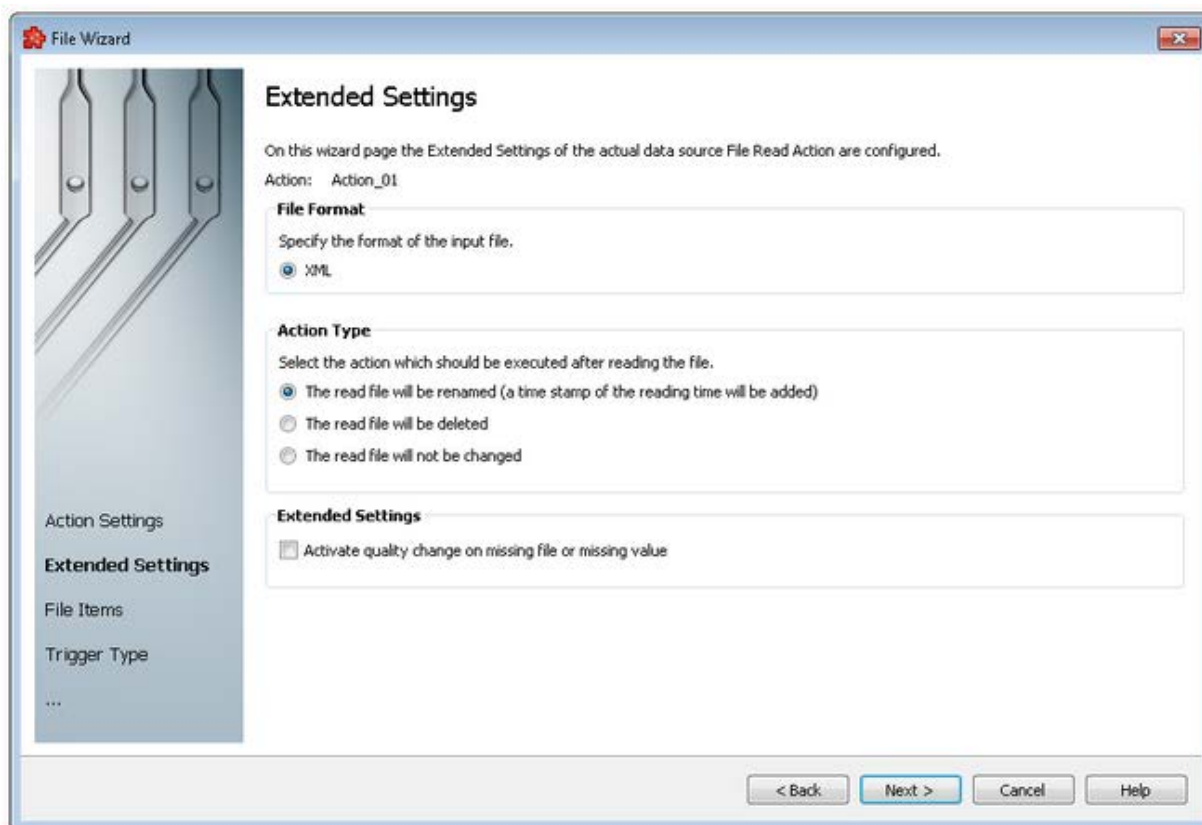 File Wizard
Extended Settings
On this wizard page the Extended Settings of the actual data source File Read Action are configured.
Action: Action_01
File Format
Specify the format of the input file.
XML
Action Type
Select the action which should be executed after reading the file.
The read file will be renamed (a time stamp of the reading time will be added)
The read file will be deleted
The read file will not be changed
Extended Settings
Activate quality change on missing file or missing value
Action Settings
Extended Settings
File Items
Trigger Type
...
< Back Next > Cancel Help